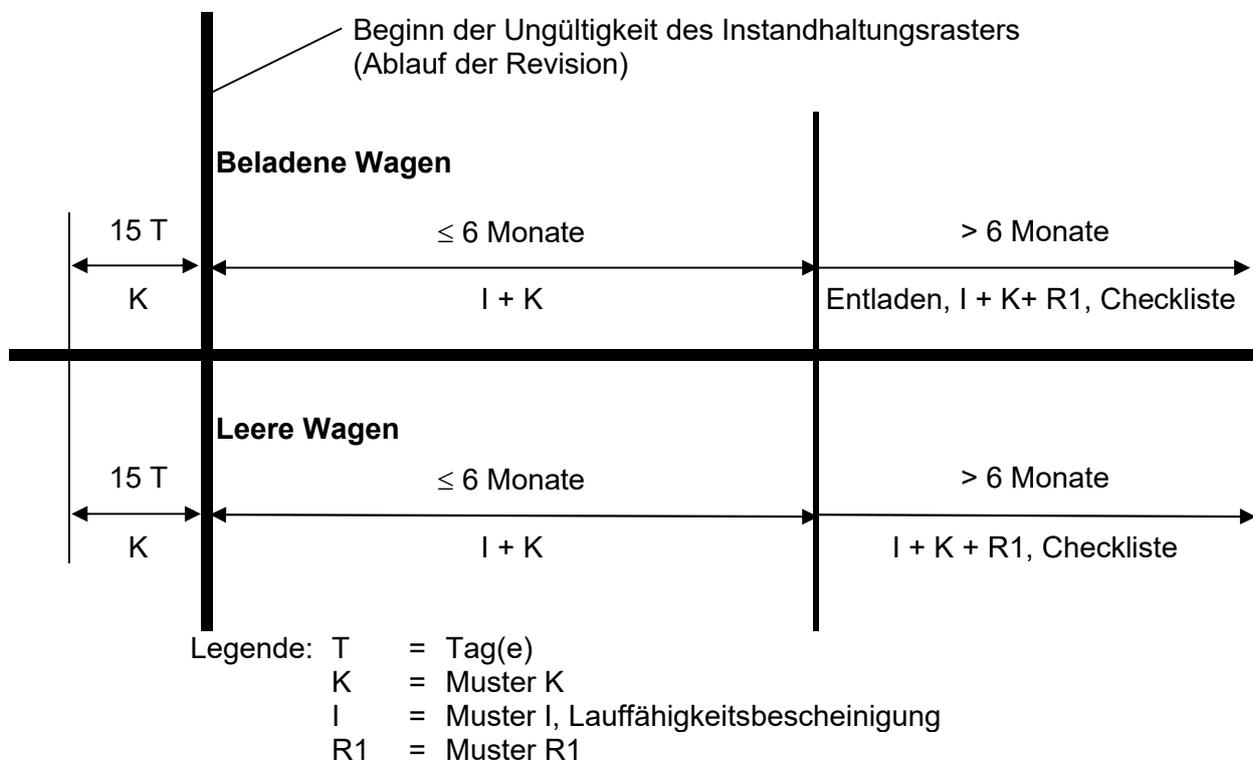 Beginn der Ungültigkeit des Instandhaltungsrasters
(Ablauf der Revision)
Beladene Wagen
15 T ≤ 6 Monate > 6 Monate
K I + K Entladen, I + K+ R1, Checkliste
Leere Wagen
15 T ≤ 6 Monate > 6 Monate
K I + K I + K + R1, Checkliste
Legende: T = Tag(e)
K = Muster K
I = Muster I, Lauffähigkeitsbescheinigung
R1 = Muster R1